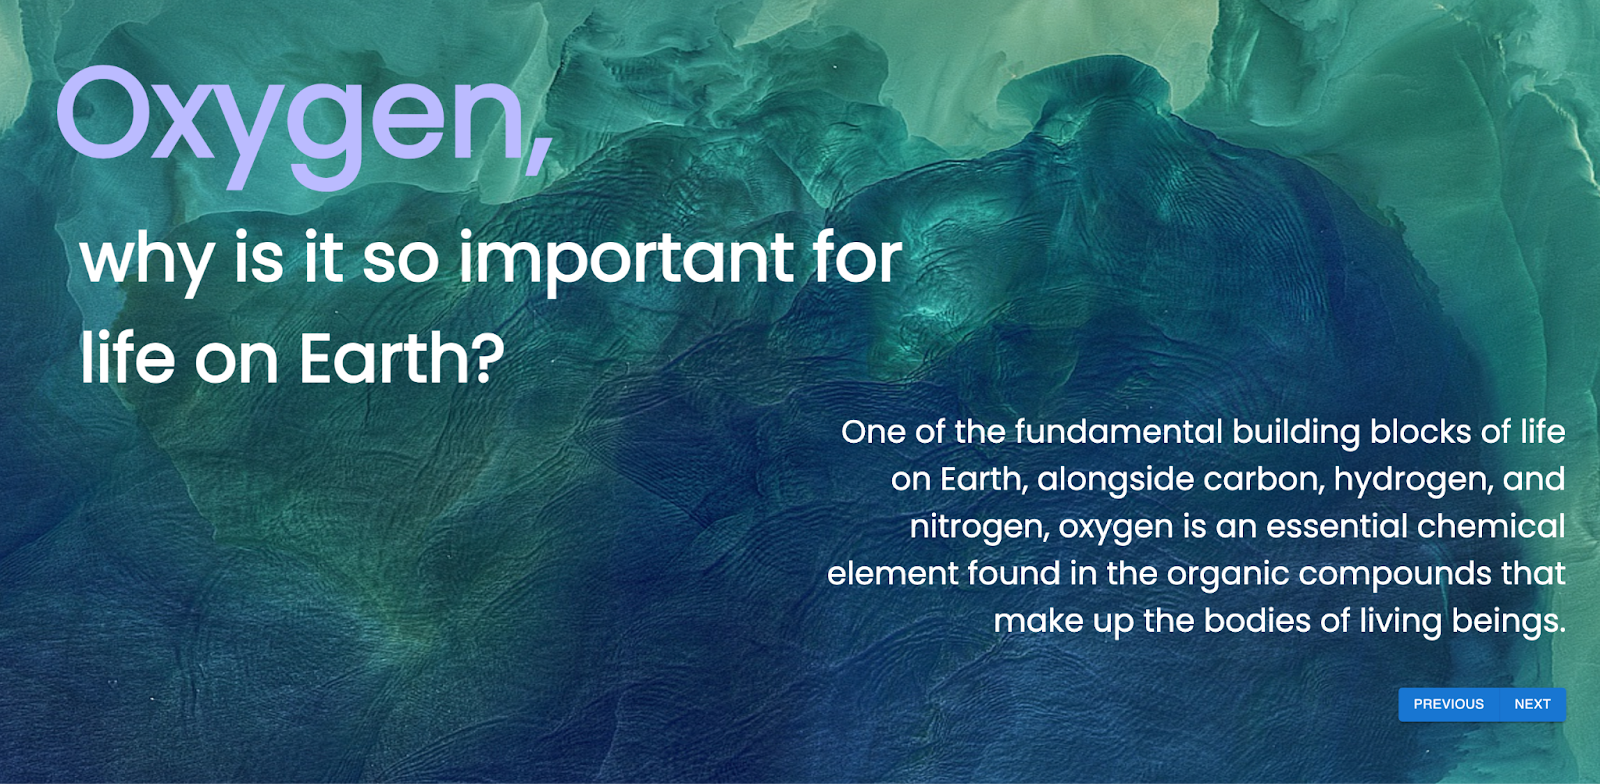 Oxygen,
why is it so important for
life on Earth?
One of the fundamental building blocks of life
on Earth, alongside carbon, hydrogen, and
nitrogen, oxygen is an essential chemical
element found in the organic compounds that
make up the bodies of living beings.
PREVIOUS NEXT